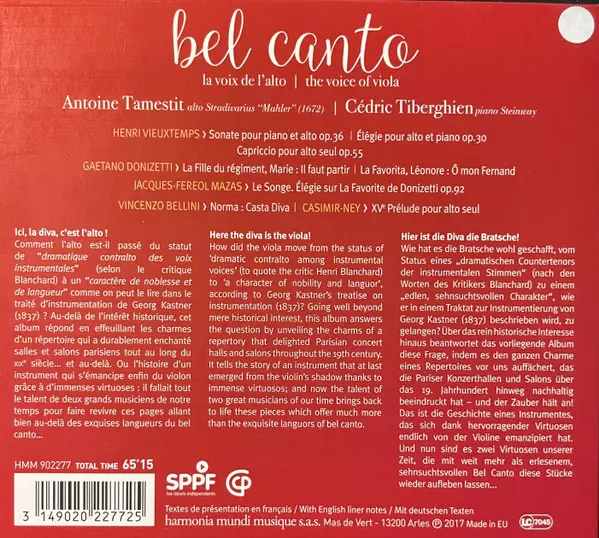 bel canto
la voix de l'alto | the voice of viola
Antoine Tamestit alto Stradivarius "Mahler" (1672) | Cédric Tiberghien piano Steinway
HENRI VIEUXTEMPS > Sonate pour piano et alto op.36 | Élégie pour alto et piano op.30
Capriccio pour alto seul op.55
GAETANO DONIZETTI > La Fille du régiment, Marie : Il faut partir | La Favorita, Léonore : Ô mon Fernand
JACQUES-FEREOL MAZAS > Le Songe. Élégie sur La Favorite de Donizetti op.92
VINCENZO BELLINI > Norma : Casta Diva | CASIMIR-NEY > XVe Prélude pour alto seul
Ici, la diva, c'est l'alto !
Comment l'alto est-il passé du statut
de "dramatique contralto des voix
instrumentales" (selon le critique
Blanchard) à un "caractère de noblesse et
de langueur" comme on peut le lire dans le
traité d'instrumentation de Georg Kastner
(1837) ? Au-delà de l'intérêt historique, cet
album répond en effeuillant les charmes
d'un répertoire qui a durablement enchanté
salles et salons parisiens tout au long du
XIXe siècle... et au-delà. Ou l'histoire d'un
instrument qui s'émancipe enfin du violon
grâce à d'immenses virtuoses : il fallait tout
le talent de deux grands musiciens de notre
temps pour faire revivre ces pages allant
bien au-delà des exquises langueurs du bel
canto...
Here the diva is the viola!
How did the viola move from the status of
'dramatic contralto among instrumental
voices' (to quote the critic Henri Blanchard)
to 'a character of nobility and languor',
according to Georg Kastner's treatise on
instrumentation (1837)? Going well beyond
mere historical interest, this album answers
the question by unveiling the charms of a
repertory that delighted Parisian concert
halls and salons throughout the 19th century.
It tells the story of an instrument that at last
emerged from the violin's shadow thanks to
immense virtuosos; and now the talent of
two great musicians of our time brings back
to life these pieces which offer much more
than the exquisite languors of bel canto.
Hier ist die Diva die Bratsche!
Wie hat es die Bratsche wohl geschafft, vom
Status eines „dramatischen Countertenors
der instrumentalen Stimmen" (nach den
Worten des Kritikers Blanchard) zu einem
„edlen, sehnsuchtsvollen Charakter", wie
er in einem Traktat zur Instrumentierung von
Georg Kastner (1837) beschrieben wird, zu
gelangen? Über das rein historische Interesse
hinaus beantwortet das vorliegende Album
diese Frage, indem es den ganzen Charme
eines Repertoires vor uns auffächert, das
die Pariser Konzerthallen und Salons über
das 19. Jahrhundert hinweg nachhaltig
beeindruckt hat – und der Zauber hält an!
Das ist die Geschichte eines Instrumentes,
das sich dank hervorragender Virtuosen
endlich von der Violine emanzipiert hat.
Und nun sind es zwei Virtuosen unserer
Zeit, die mit weit mehr als erlesenem,
sehnsuchtsvollen Bel Canto diese Stücke
wieder aufleben lassen...
HMM 902277 TOTAL TIME 65'15
3 149020 227725
SPPF
les labels indépendants
Textes de présentation en français / With English liner notes / Mit deutschen Texten
harmonia mundi musique s.a.s. Mas de Vert - 13200 Arles Ⓟ 2017 Made in EU
LC 7045